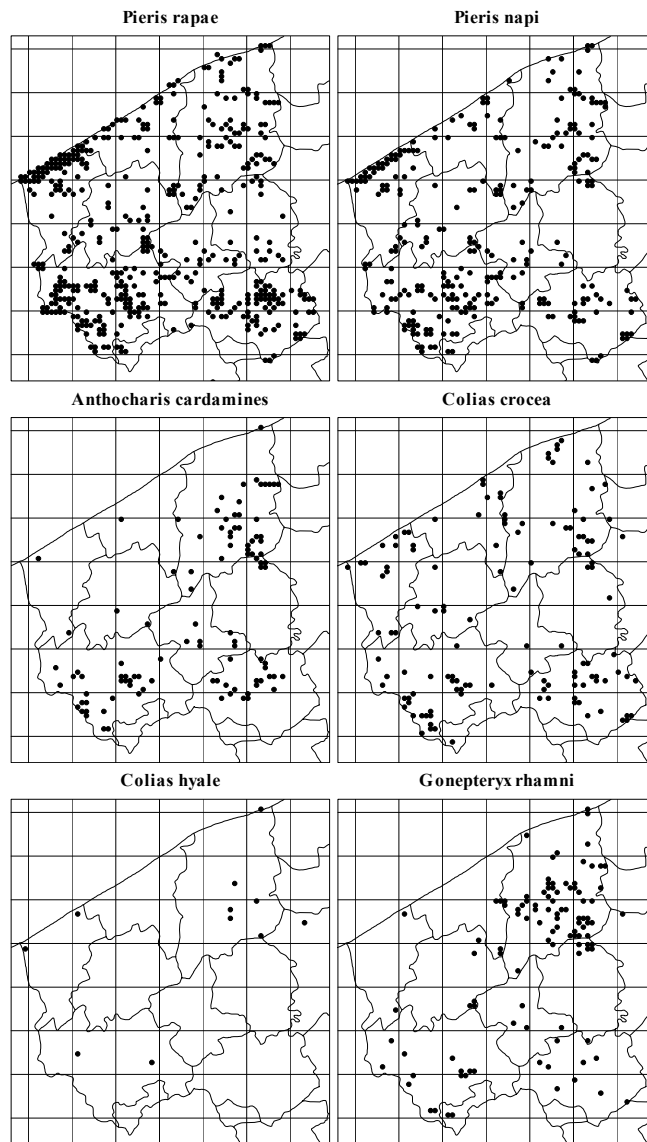 Pieris rapae
Pieris napi
Anthocharis cardamines
Colias crocea
Colias hyale
Gonepteryx rhamni